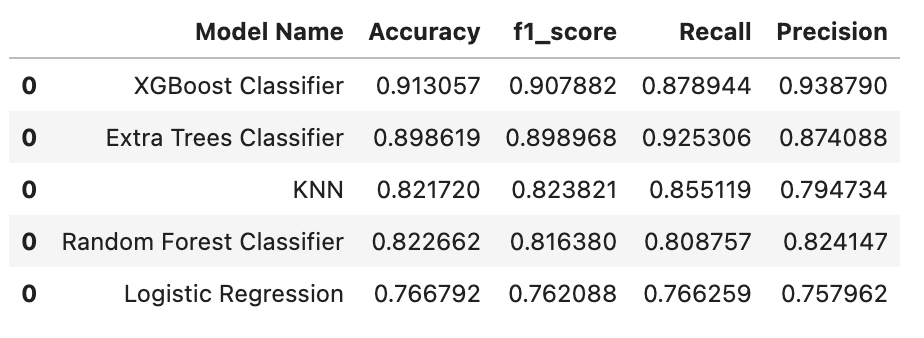 Model Name Accuracy f1_score Recall Precision
0 XGBoost Classifier 0.913057 0.907882 0.878944 0.938790
0 Extra Trees Classifier 0.898619 0.898968 0.925306 0.874088
0 KNN 0.821720 0.823821 0.855119 0.794734
0 Random Forest Classifier 0.822662 0.816380 0.808757 0.824147
0 Logistic Regression 0.766792 0.762088 0.766259 0.757962